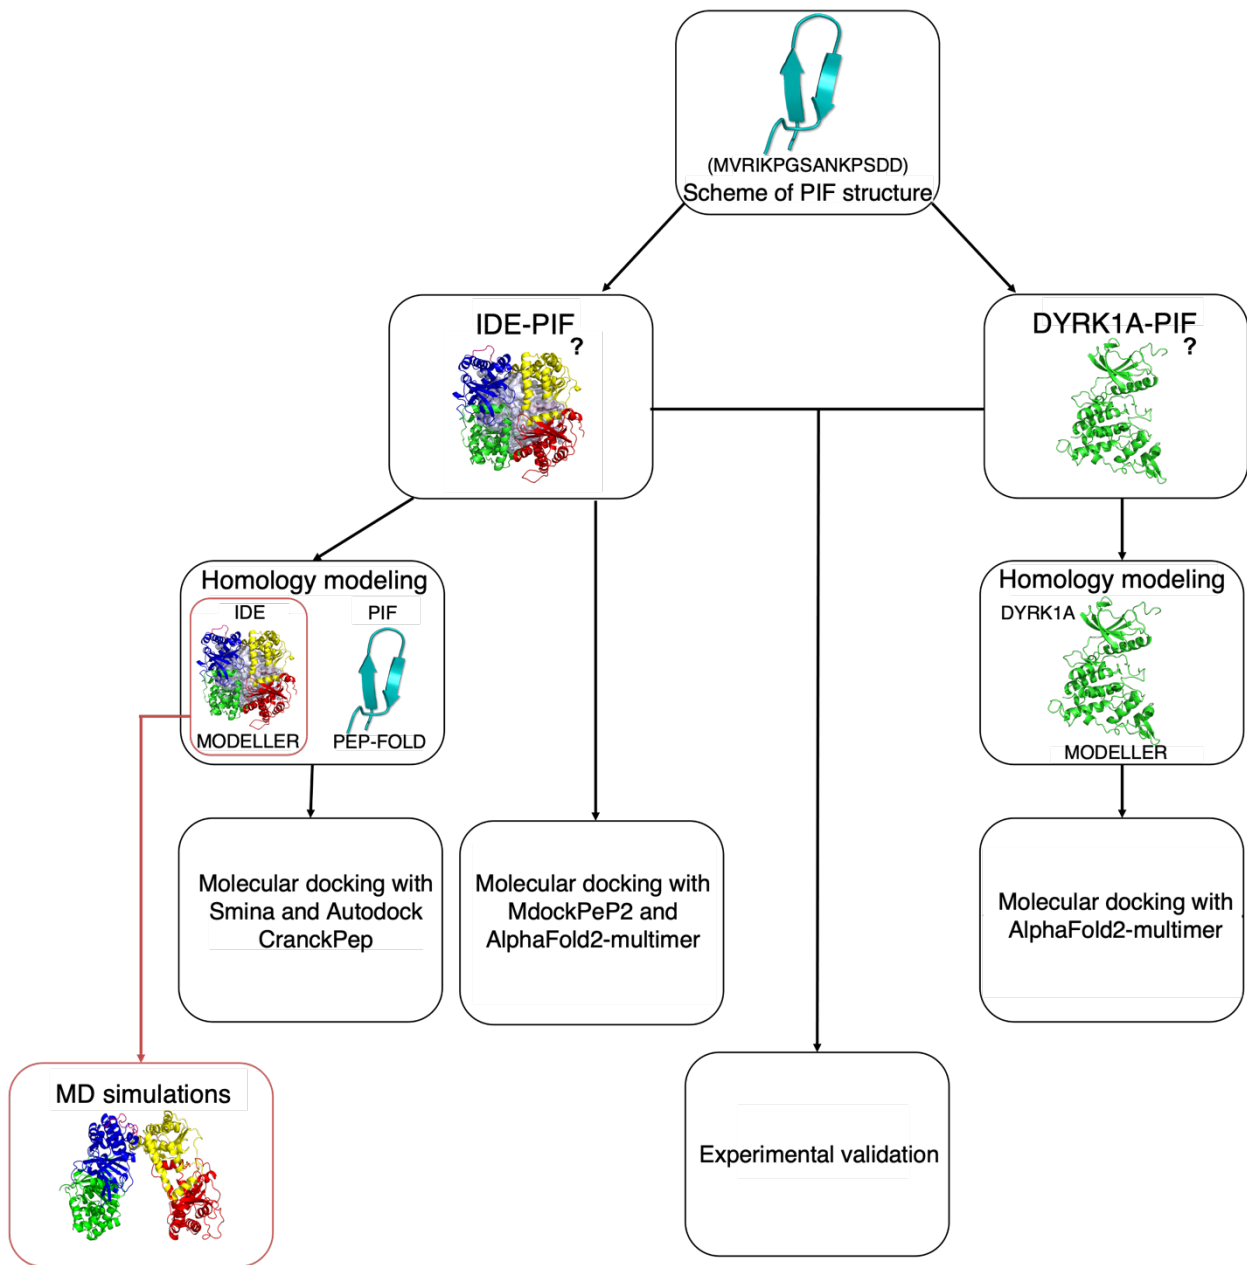 (MVRIKPGSANKPSDD)
Scheme of PIF structure
IDE-PIF
?
DYRK1A-PIF
?
Homology modeling
IDE
PIF
MODELLER
PEP-FOLD
Homology modeling
DYRK1A
MODELLER
Molecular docking with
Smina and Autodock
CranckPep
Molecular docking with
MdockPeP2 and
AlphaFold2-multimer
Molecular docking with
AlphaFold2-multimer
MD simulations
Experimental validation